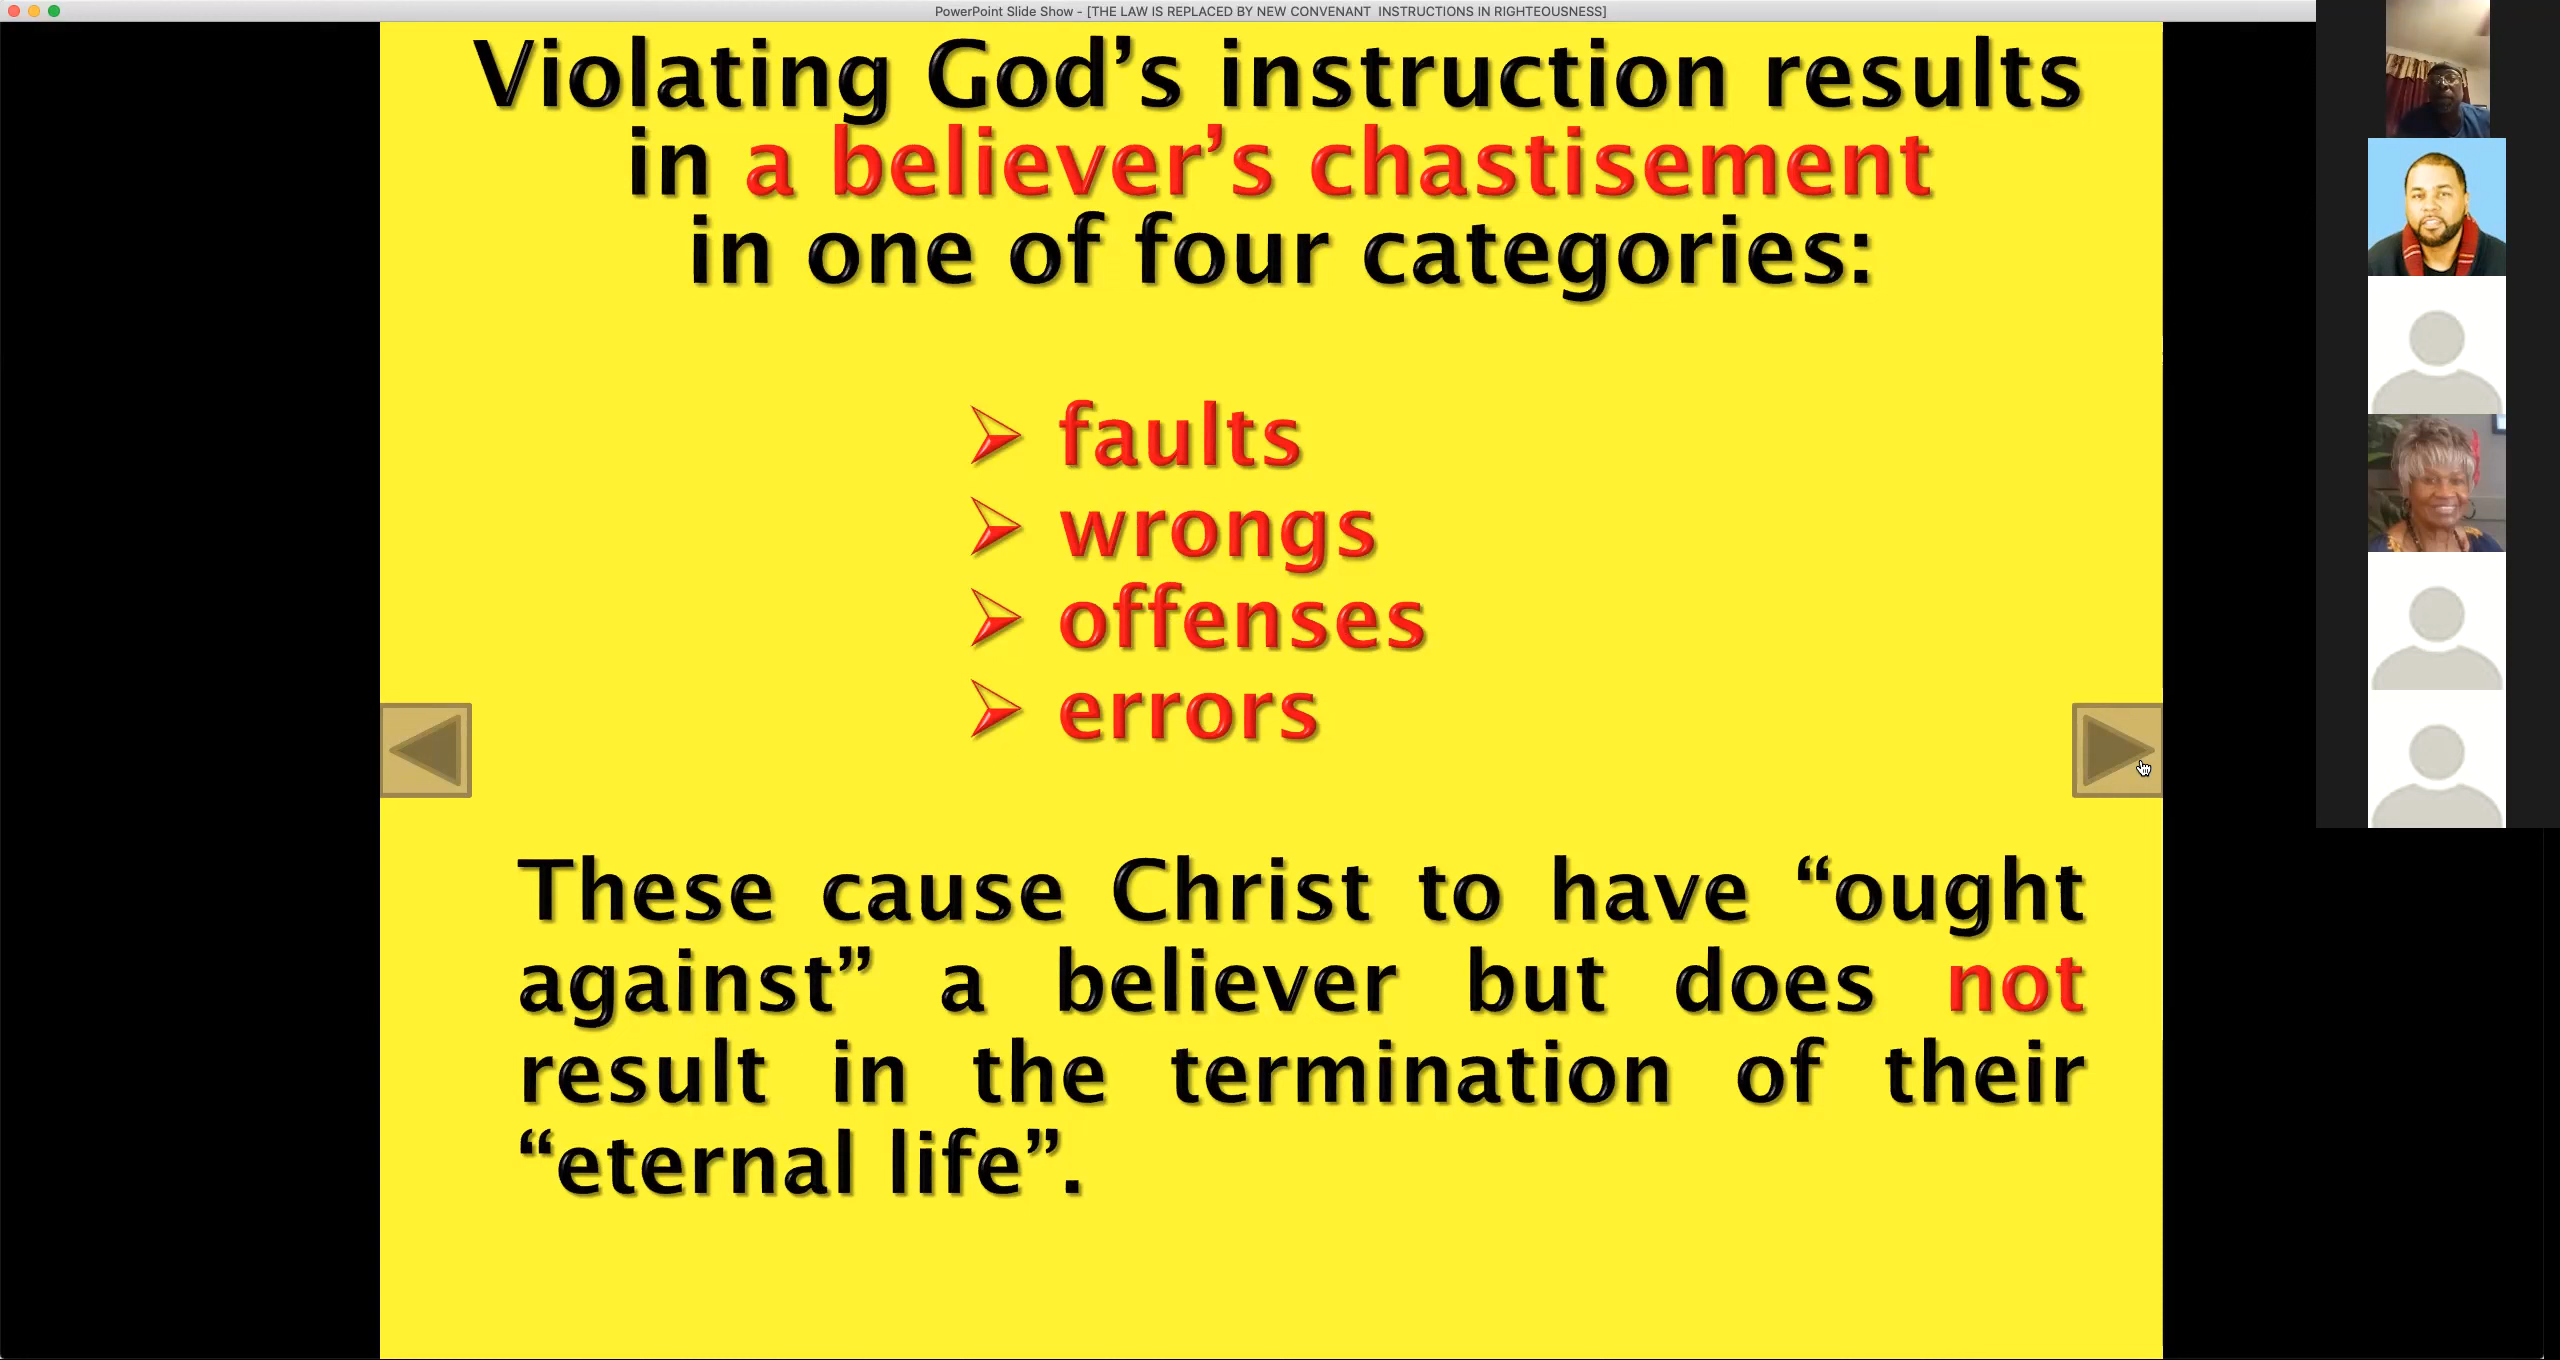 PowerPoint Slide Show - [THE LAW IS REPLACED BY NEW CONVENANT  INSTRUCTIONS IN RIGHTEOUSNESS]
Violating God’s instruction results
in a believer’s chastisement
in one of four categories:
➢ faults
➢ wrongs
➢ offenses
➢ errors
These cause Christ to have “ought
against” a believer but does not
result in the termination of their
“eternal life”.